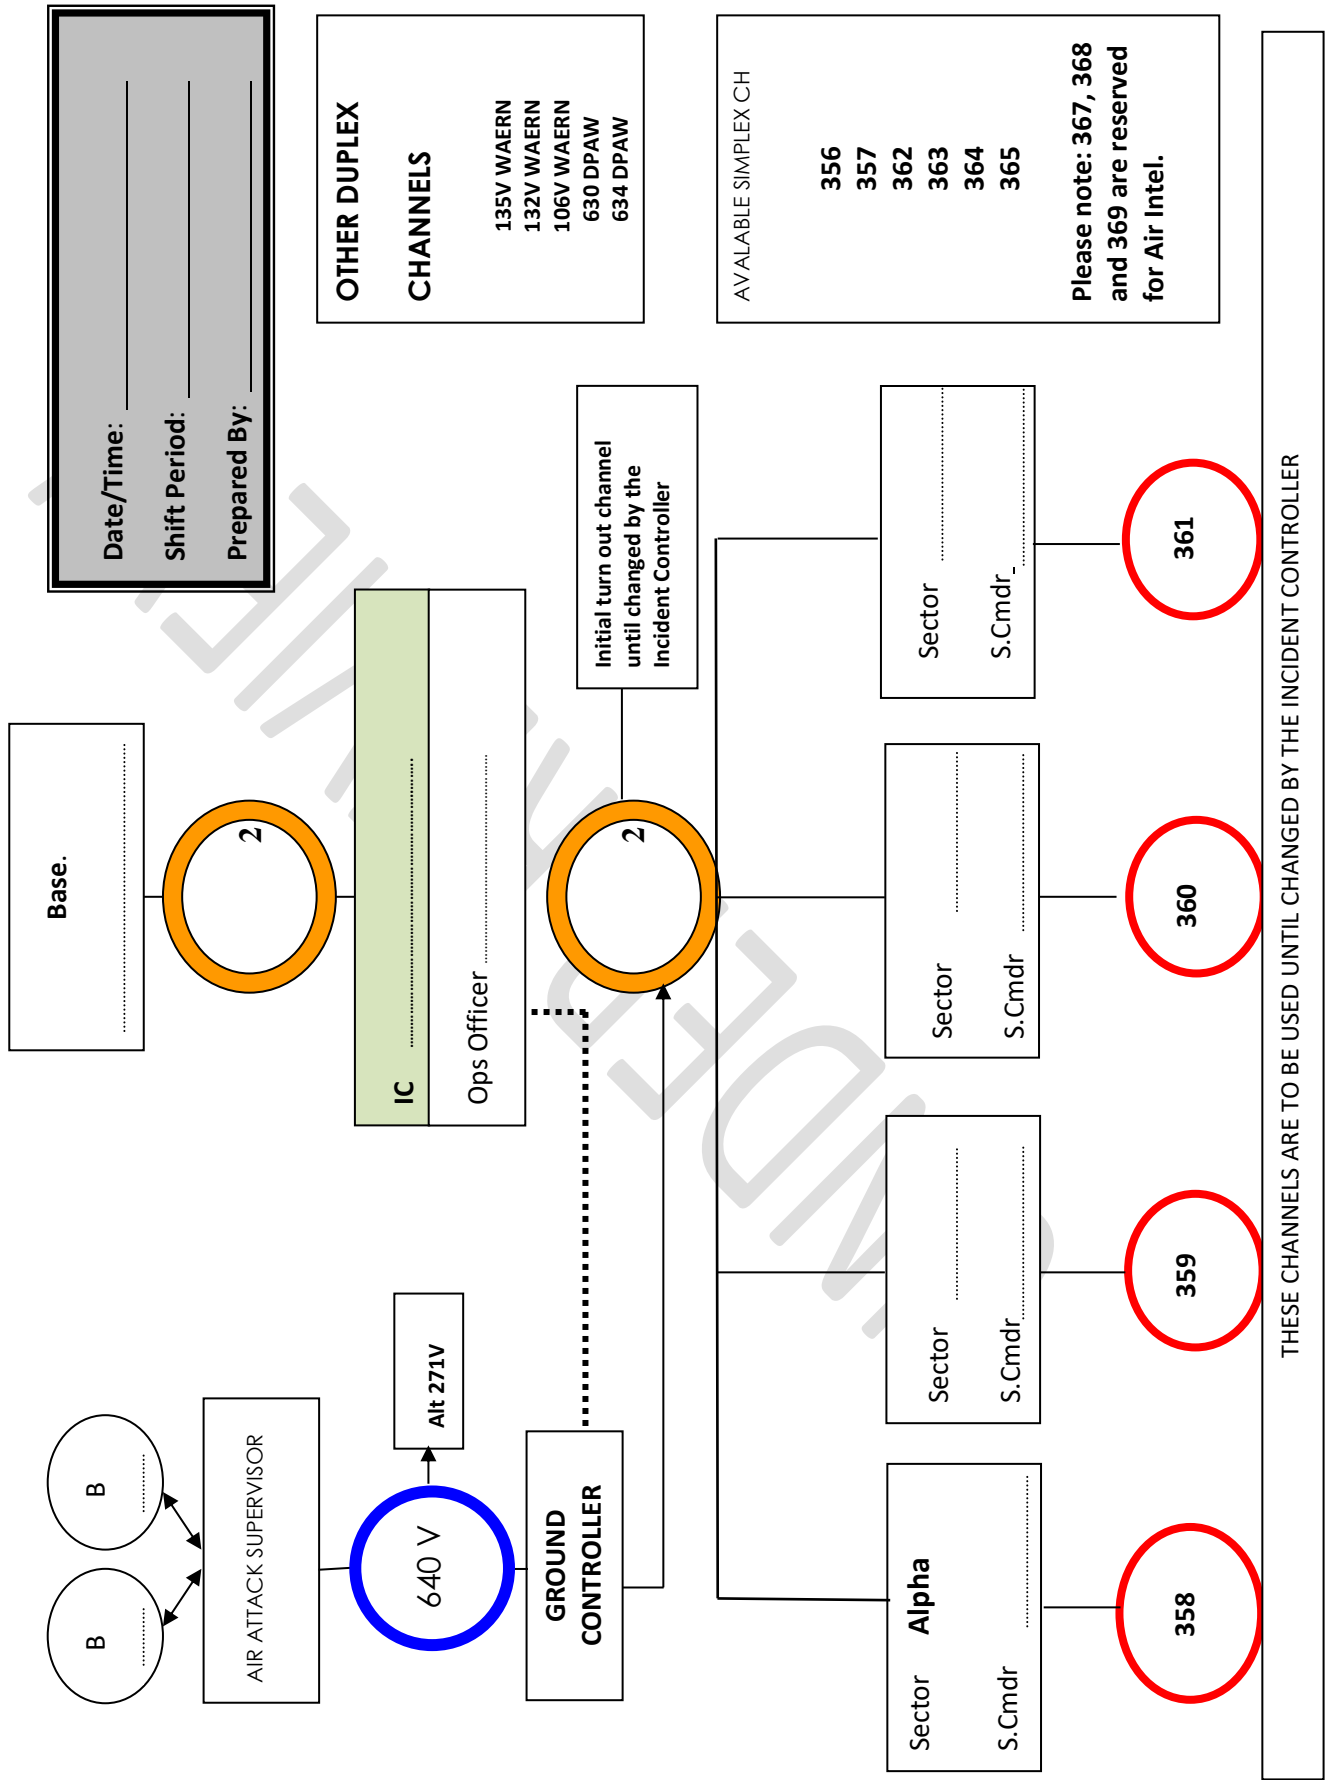 Base.
2
IC
Ops Officer
Date/Time:
Shift Period:
Prepared By:
B
B
AIR ATTACK SUPERVISOR
640 V
Alt 271V
GROUND
CONTROLLER
2
Initial turn out channel
until changed by the
Incident Controller
OTHER DUPLEX
CHANNELS
135V WAERN
132V WAERN
106V WAERN
630 DPAW
634 DPAW
Sector Alpha
S.Cmdr
Sector
S.Cmdr
Sector
S.Cmdr
Sector
S.Cmdr
358
359
360
361
AVALABLE SIMPLEX CH
356
357
362
363
364
365
Please note: 367, 368
and 369 are reserved
for Air Intel.
THESE CHANNELS ARE TO BE USED UNTIL CHANGED BY THE INCIDENT CONTROLLER